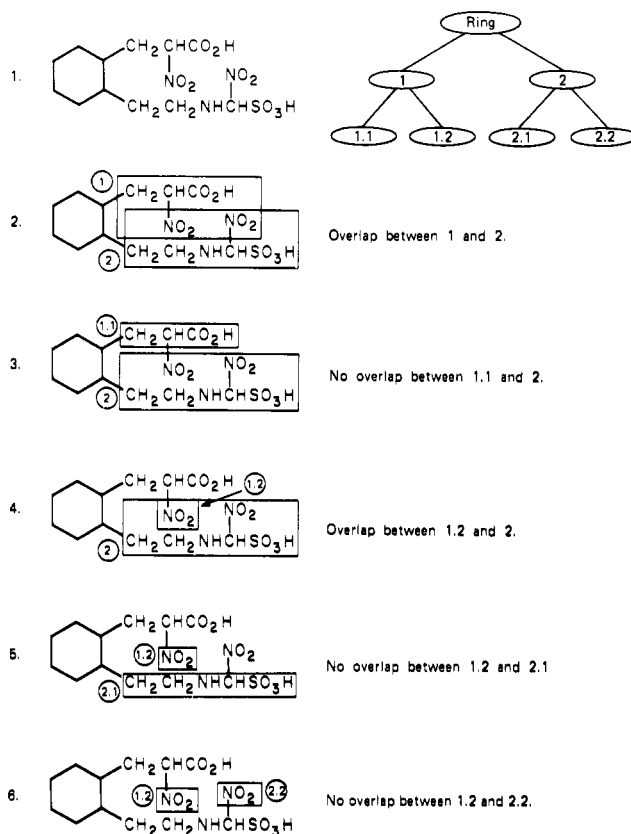 1.
CH₂CHCO₂H
NO₂ NO₂
CH₂CH₂NHCHSO₃H
Ring
1 2
1.1 1.2 2.1 2.2
2.
1
CH₂CHCO₂H
NO₂ NO₂
2 CH₂CH₂NHCHSO₃H
Overlap between 1 and 2.
3.
1.1 CH₂CHCO₂H
NO₂ NO₂
2 CH₂CH₂NHCHSO₃H
No overlap between 1.1 and 2.
4.
CH₂CHCO₂H 1.2
NO₂ NO₂
2 CH₂CH₂NHCHSO₃H
Overlap between 1.2 and 2.
5.
CH₂CHCO₂H
1.2 NO₂ NO₂
2.1 CH₂CH₂NHCHSO₃H
No overlap between 1.2 and 2.1
6.
CH₂CHCO₂H
1.2 NO₂ NO₂ 2.2
CH₂CH₂NHCHSO₃H
No overlap between 1.2 and 2.2.